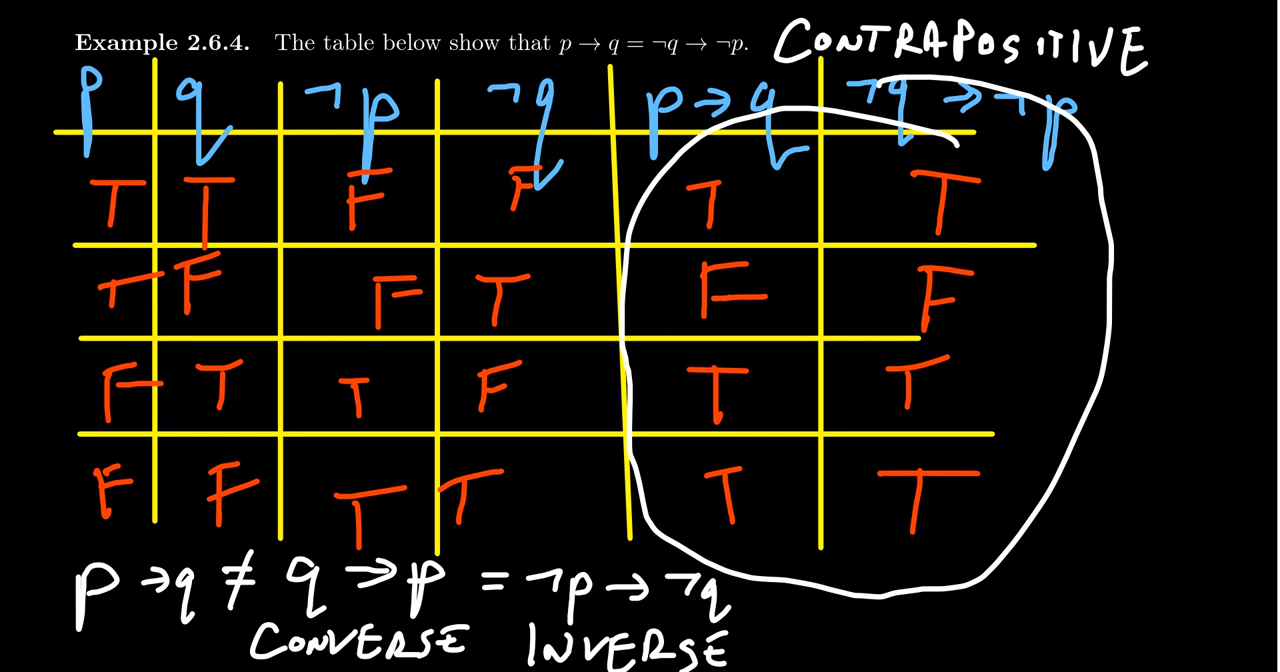 Example 2.6.4. The table below show that p → q = ¬q → ¬p. CONTRAPOSITIVE
p q ¬p ¬q p → q ¬q → ¬p
T T F F T T
T F F T F F
F T T F T T
F F T T T T
p → q ≠ q → p = ¬p → ¬q
CONVERSE INVERSE